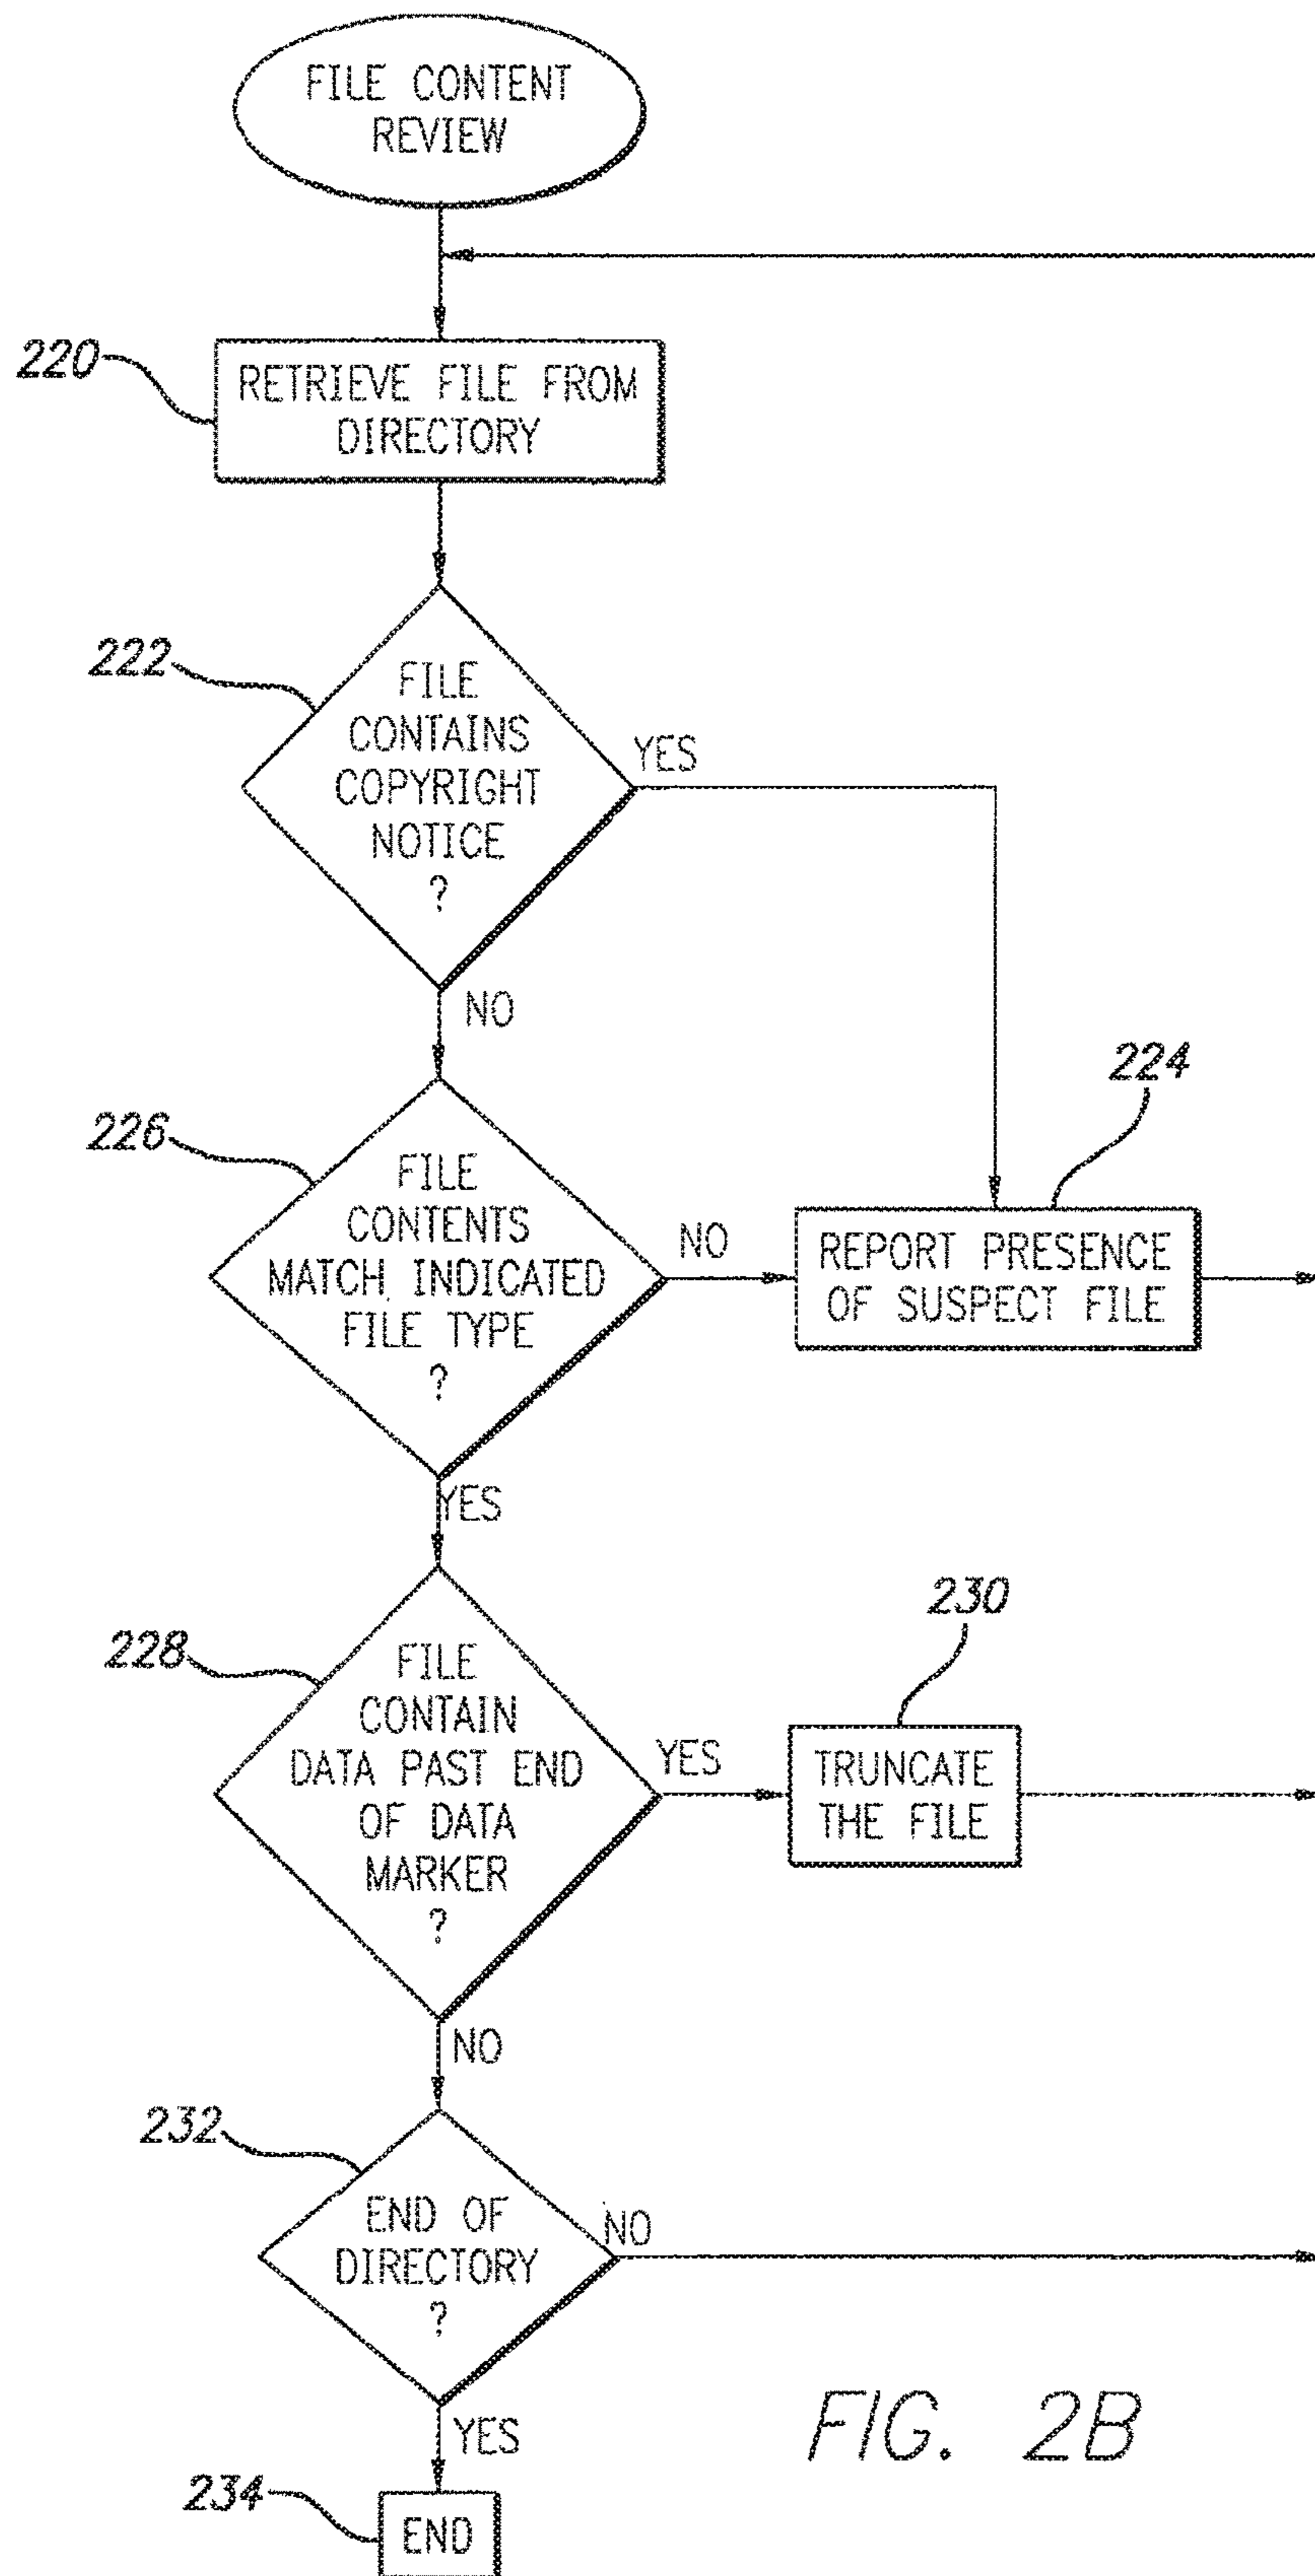 FILE CONTENT
REVIEW
220
RETRIEVE FILE FROM
DIRECTORY
222
FILE
CONTAINS
COPYRIGHT
NOTICE
?
YES
NO
224
226
FILE
CONTENTS
MATCH INDICATED
FILE TYPE
?
NO
REPORT PRESENCE
OF SUSPECT FILE
YES
228
FILE
CONTAIN
DATA PAST END
OF DATA
MARKER
?
YES
230
TRUNCATE
THE FILE
NO
232
END OF
DIRECTORY
?
NO
YES
234
END
FIG. 2B